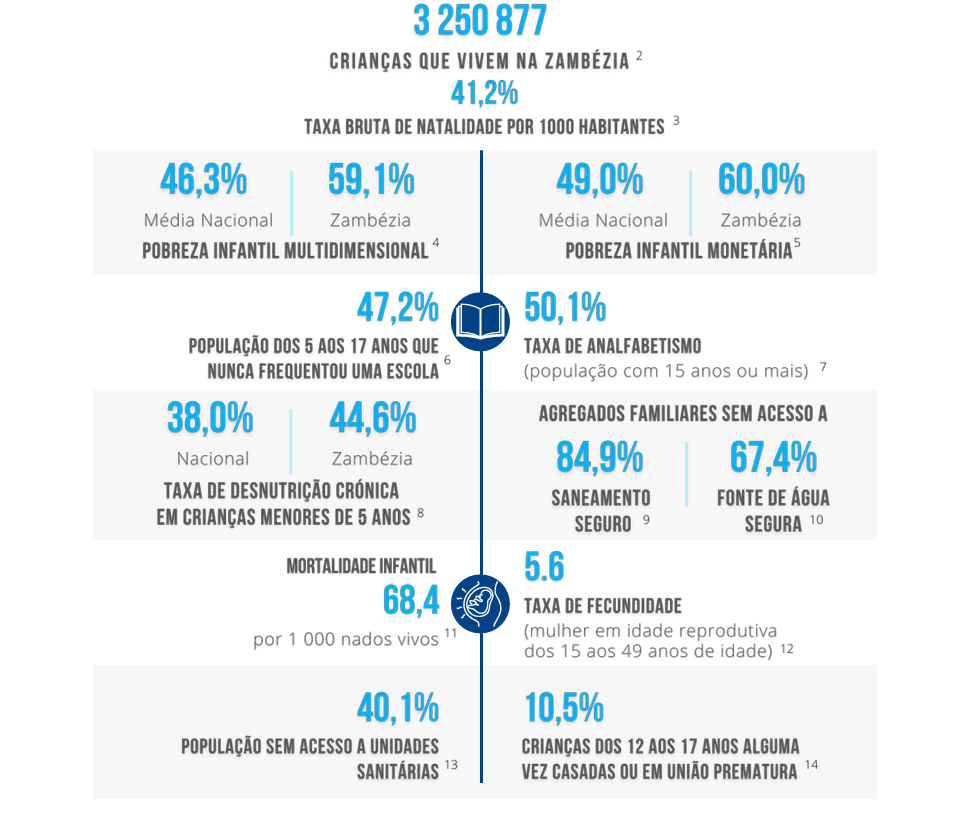 3 250 877
CRIANÇAS QUE VIVEM NA ZAMBÉZIA 2
41,2%
TAXA BRUTA DE NATALIDADE POR 1000 HABITANTES 3
46,3%
Média Nacional
59,1%
Zambézia
POBREZA INFANTIL MULTIDIMENSIONAL 4
49,0%
Média Nacional
60,0%
Zambézia
POBREZA INFANTIL MONETÁRIA 5
47,2%
POPULAÇÃO DOS 5 AOS 17 ANOS QUE
NUNCA FREQUENTOU UMA ESCOLA 6
50,1%
TAXA DE ANALFABETISMO
(população com 15 anos ou mais) 7
38,0%
Nacional
44,6%
Zambézia
TAXA DE DESNUTRIÇÃO CRÓNICA
EM CRIANÇAS MENORES DE 5 ANOS 8
AGREGADOS FAMILIARES SEM ACESSO A
84,9%
SANEAMENTO
SEGURO 9
67,4%
FONTE DE ÁGUA
SEGURA 10
MORTALIDADE INFANTIL
68,4
por 1 000 nados vivos 11
5.6
TAXA DE FECUNDIDADE
(mulher em idade reprodutiva
dos 15 aos 49 anos de idade) 12
40,1%
POPULAÇÃO SEM ACESSO A UNIDADES
SANITÁRIAS 13
10,5%
CRIANÇAS DOS 12 AOS 17 ANOS ALGUMA
VEZ CASADAS OU EM UNIÃO PREMATURA 14